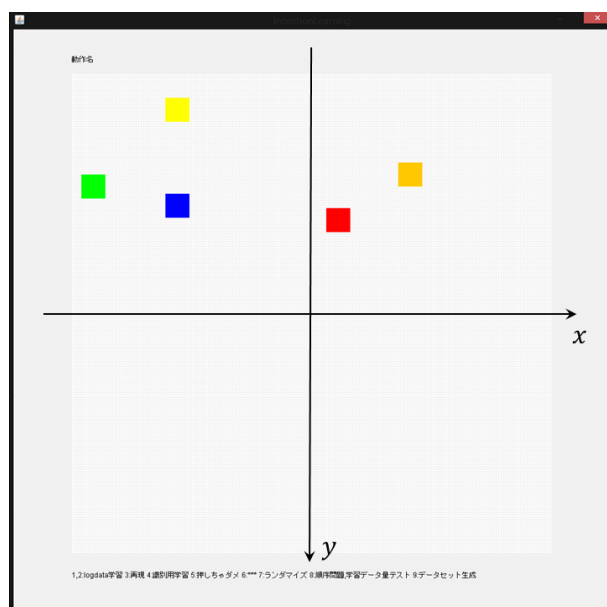 IntentionLearning
動作名
x
y
1,2:logdata学習 3:再現 4:識別用学習 5:押しちゃダメ 6:*** 7:ランダマイズ 8:順序問題,学習データ量テスト 9:データセット生成